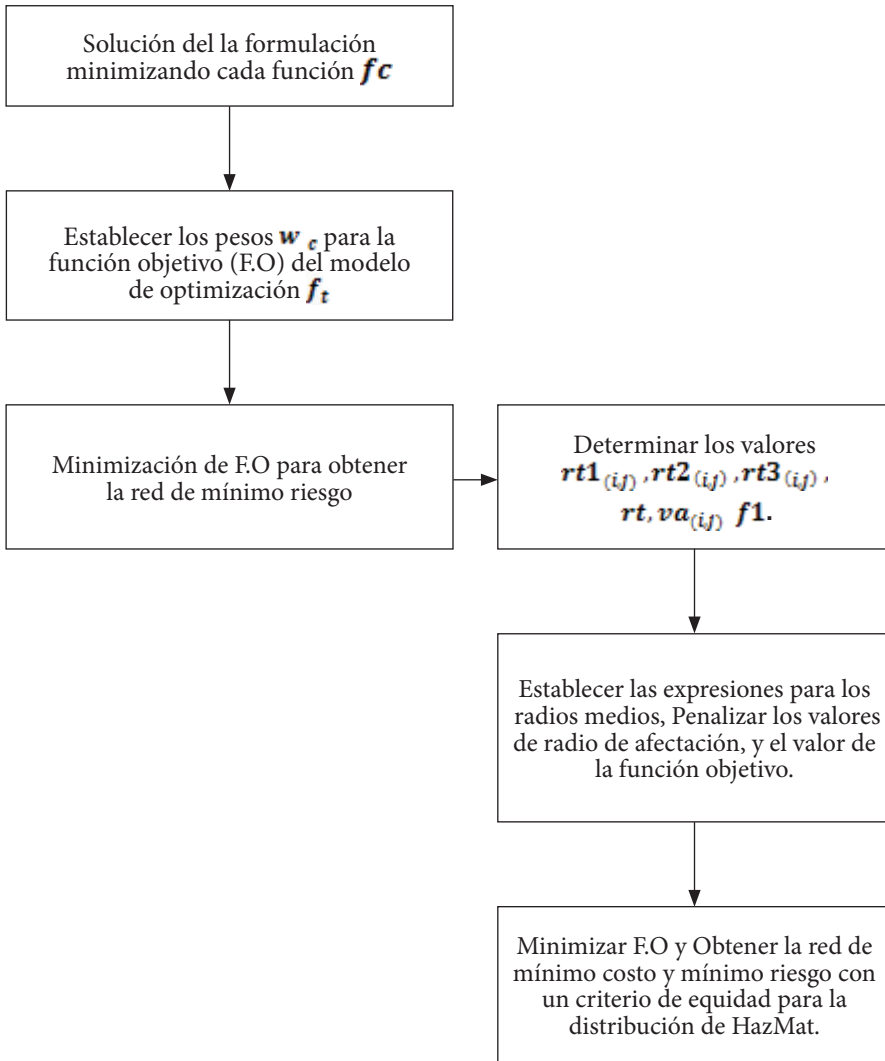 Solución del la formulación
minimizando cada función fc
Establecer los pesos w c para la
función objetivo (F.O) del modelo
de optimización ft
Minimización de F.O para obtener
la red de mínimo riesgo
Determinar los valores
rt1(i,j) ,rt2(i,j) ,rt3(i,j) ,
rt, va(i,j) f1.
Establecer las expresiones para los
radios medios, Penalizar los valores
de radio de afectación, y el valor de
la función objetivo.
Minimizar F.O y Obtener la red de
mínimo costo y mínimo riesgo con
un criterio de equidad para la
distribución de HazMat.